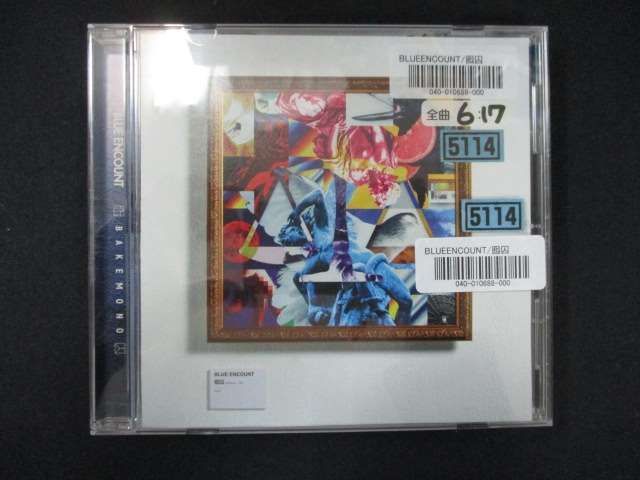 BLUEENCOUNT/囮囚
040-010688-000
全曲 6:17
5114
5114
BLUEENCOUNT/囮囚
040-010688-000
BLUE ENCOUNT
BLUE ENCOUNT
BAKEMONO